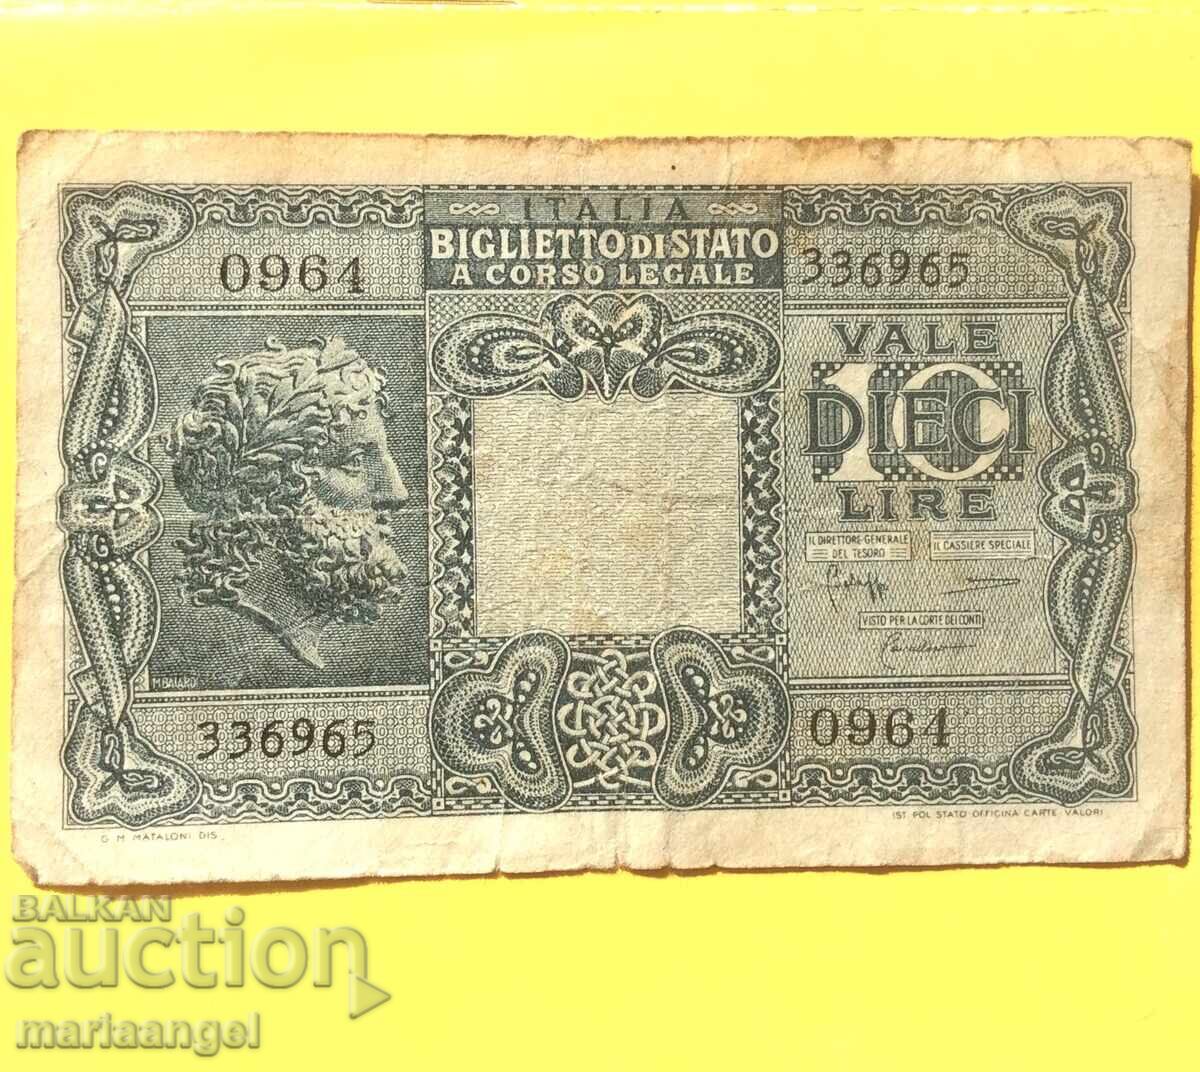 ITALIA
BIGLIETTO DI STATO
A CORSO LEGALE
0964
336965
VALE
10
DIECI
LIRE
IL DIRETTORE GENERALE
DEL TESORO
IL CASSIERE SPECIALE
VISTO PER LA CORTE DEI CONTI
336965
0964
G. M. MATALONI DIS.
IST. POL. STATO OFFICINA CARTE VALORI
BALKAN
auction
mariaangel